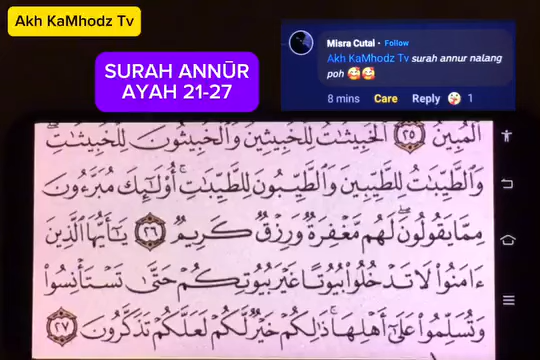 Akh KaMhodz Tv
SURAH ANNŪR
AYAH 21-27
Misra Cutai · Follow
Akh KaMhodz Tv surah annur nalang
poh 🥰🥰
8 mins Care Reply 1
الْمُبِينُ ٢٥ الْخَبِيثَاتُ لِلْخَبِيثِينَ وَالْخَبِيثُونَ لِلْخَبِيثَاتِ ۖ
وَالطَّيِّبَاتُ لِلطَّيِّبِينَ وَالطَّيِّبُونَ لِلطَّيِّبَاتِ ۚ أُولَٰئِكَ مُبَرَّءُونَ
مِمَّا يَقُولُونَ ۖ لَهُم مَّغْفِرَةٌ وَرِزْقٌ كَرِيمٌ ٢٦ يَٰٓأَيُّهَا الَّذِينَ
ءَامَنُوا لَا تَدْخُلُوا بُيُوتًا غَيْرَ بُيُوتِكُمْ حَتَّىٰ تَسْتَأْنِسُوا
وَتُسَلِّمُوا عَلَىٰٓ أَهْلِهَا ۚ ذَٰلِكُمْ خَيْرٌ لَّكُمْ لَعَلَّكُمْ تَذَكَّرُونَ ٢٧